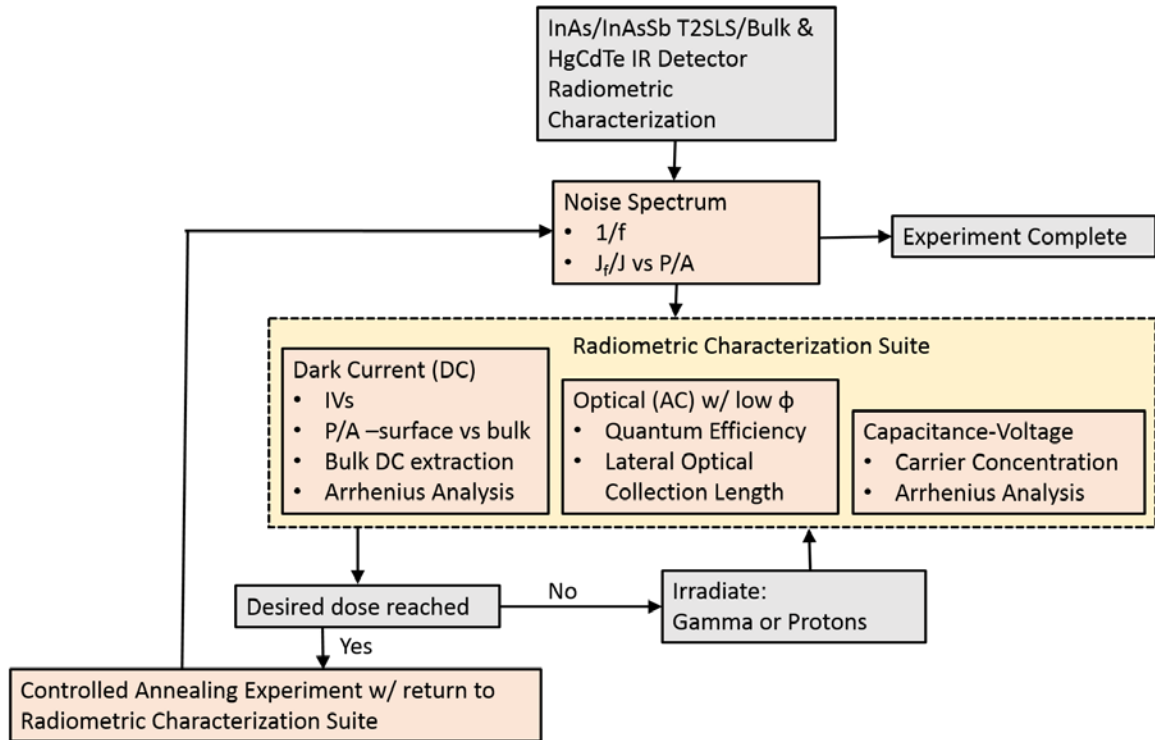 InAs/InAsSb T2SLS/Bulk &
HgCdTe IR Detector
Radiometric
Characterization
Noise Spectrum
• 1/f
• Jf/J vs P/A
Experiment Complete
Radiometric Characterization Suite
Dark Current (DC)
• IVs
• P/A –surface vs bulk
• Bulk DC extraction
• Arrhenius Analysis
Optical (AC) w/ low ϕ
• Quantum Efficiency
• Lateral Optical
Collection Length
Capacitance-Voltage
• Carrier Concentration
• Arrhenius Analysis
Desired dose reached
No
Irradiate:
Gamma or Protons
Yes
Controlled Annealing Experiment w/ return to
Radiometric Characterization Suite